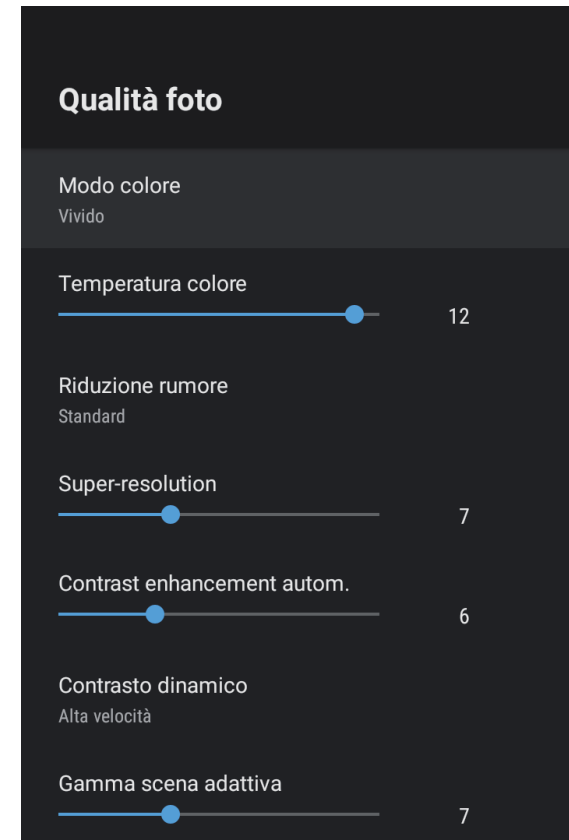 Qualità foto
Modo colore
Vivido
Temperatura colore
12
Riduzione rumore
Standard
Super-resolution
7
Contrast enhancement autom.
6
Contrasto dinamico
Alta velocità
Gamma scena adattiva
7